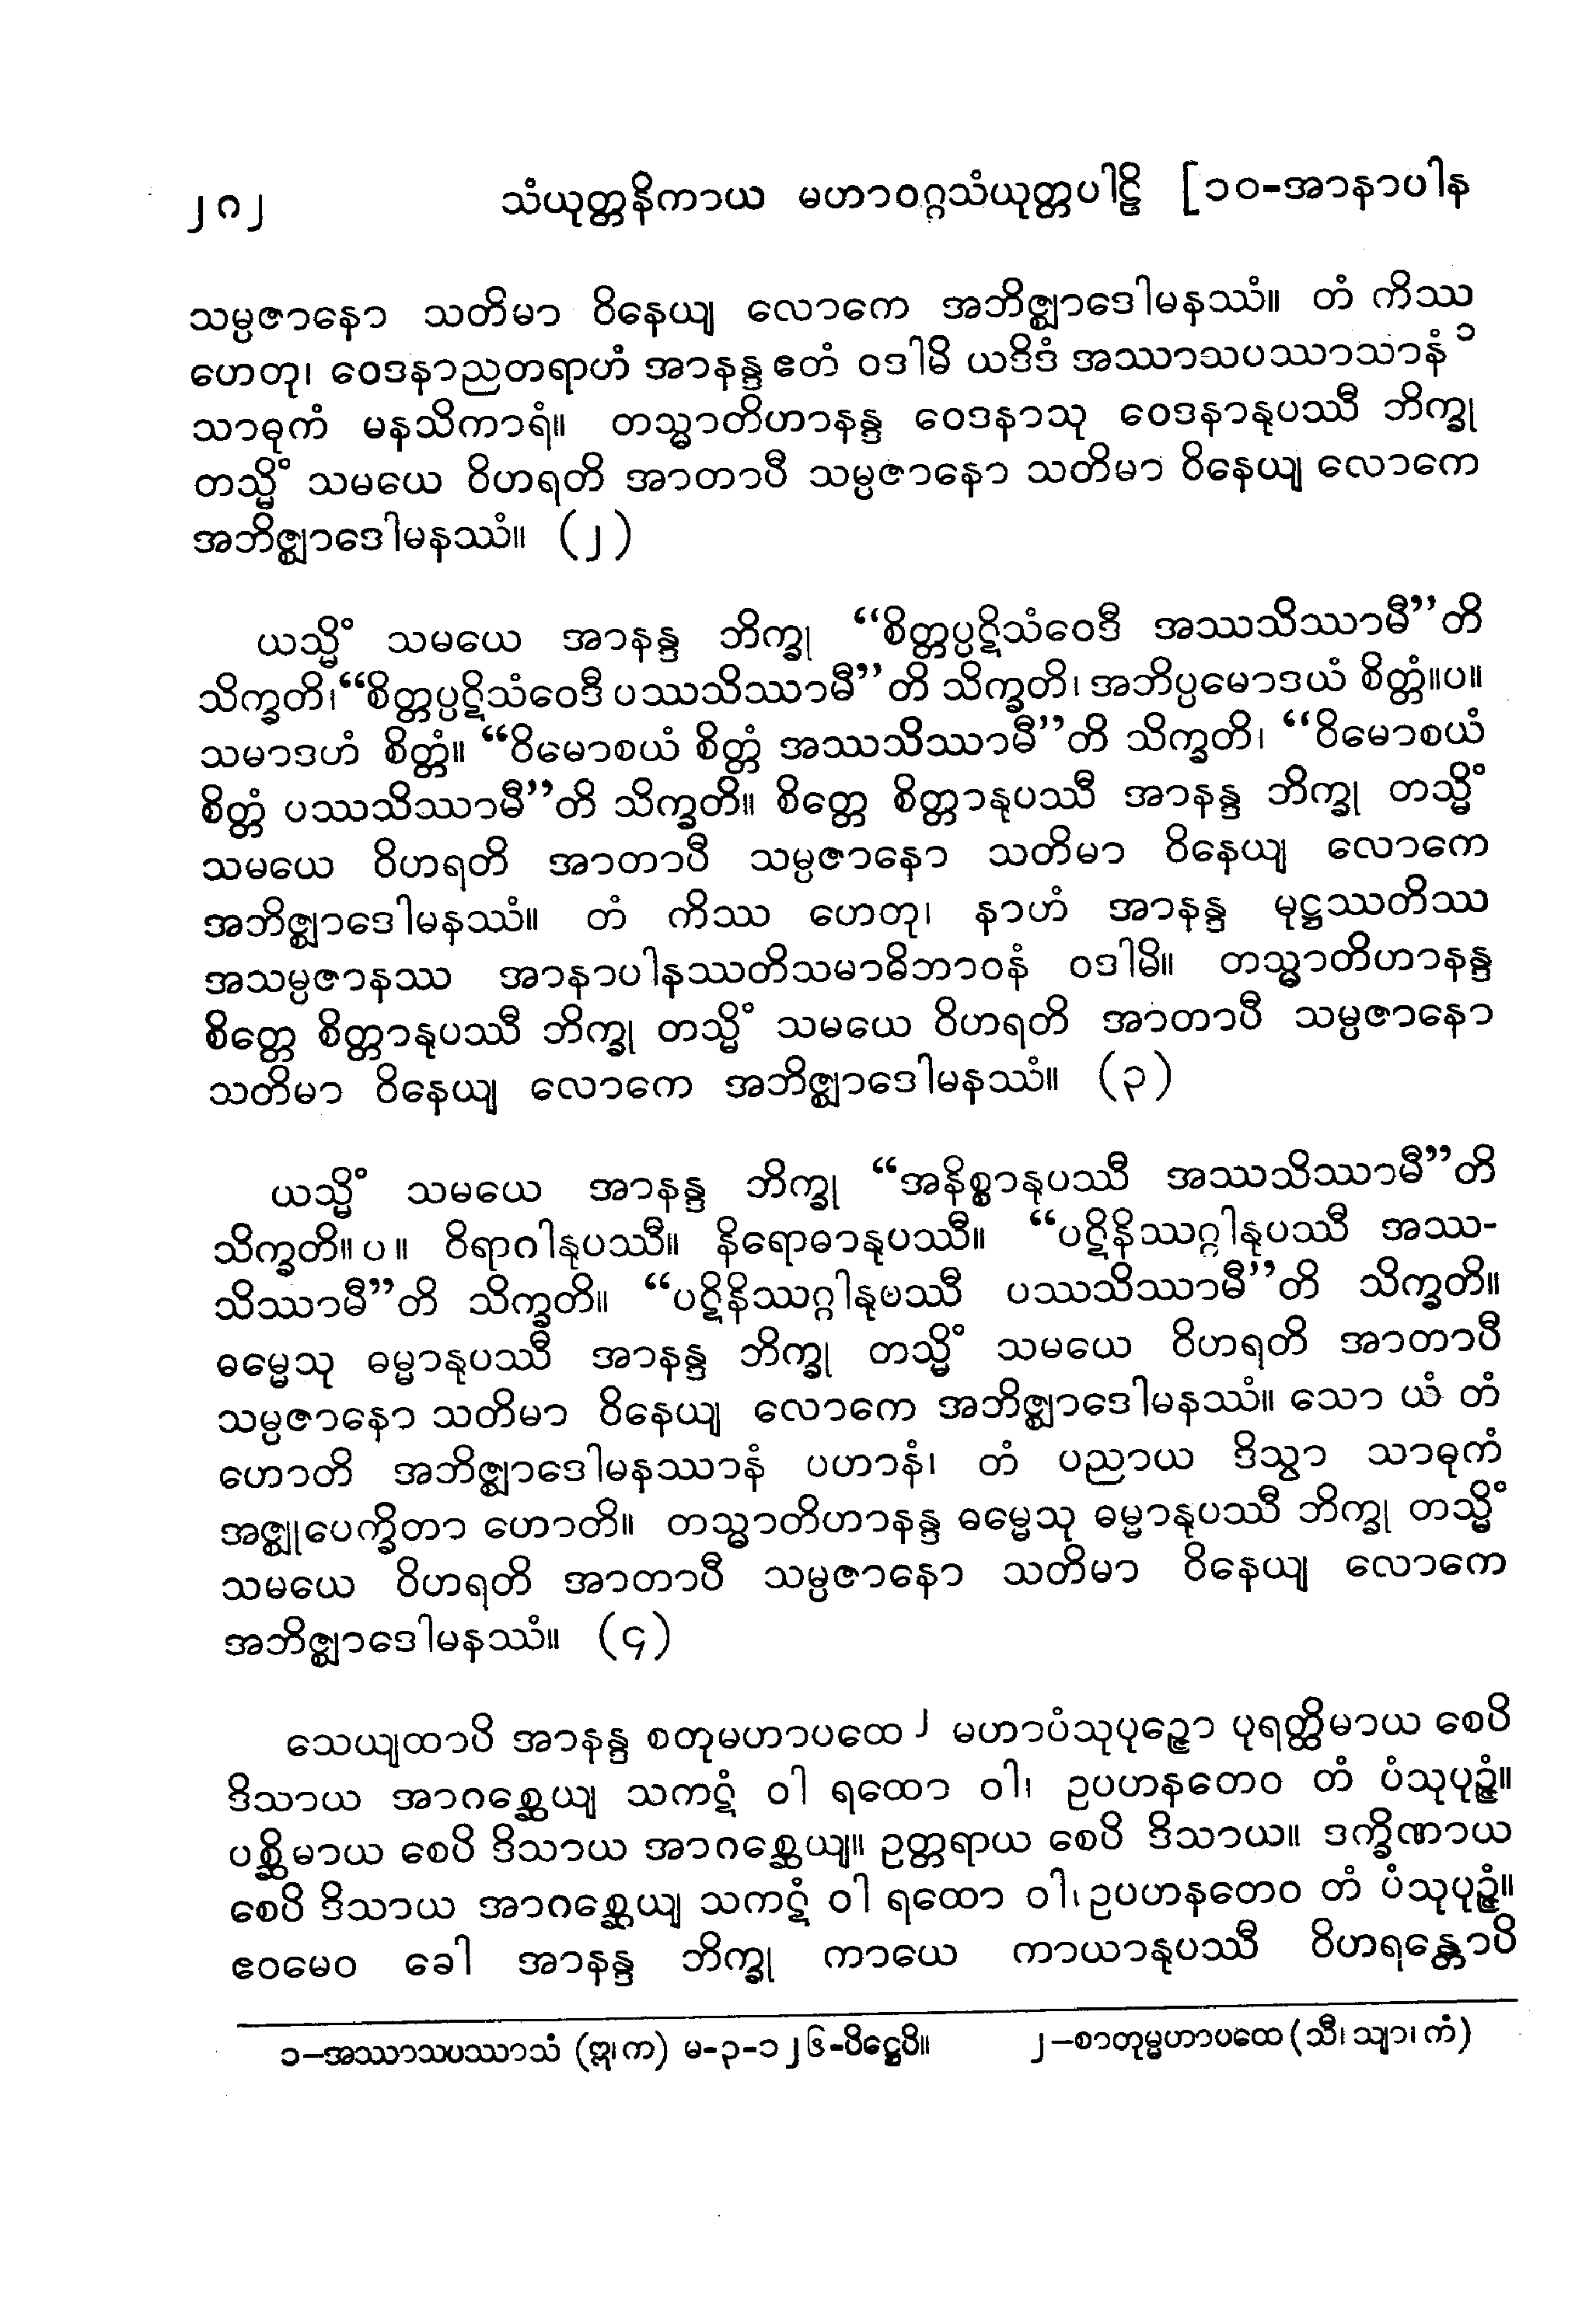 ၂၈၂ သံယုတ္တနိကာယ မဟာဝဂ္ဂသံယုတ္တပါဠိ [၁၀-အာနာပါန
သမ္ပဇာနော သတိမာ ဝိနေယျ လောကေ အဘိဇ္ဈာဒေါမနဿံ။ တံ ကိဿ
ဟေတု၊ ဝေဒနာညတရာဟံ အာနန္ဒ ဧတံ ဝဒါမိ ယဒိဒံ အဿာသပဿာသာနံ ၁
သာဓုကံ မနသိကာရံ။ တသ္မာတိဟာနန္ဒ ဝေဒနာသု ဝေဒနာနုပဿီ ဘိက္ခု
တသ္မိံ သမယေ ဝိဟရတိ အာတာပီ သမ္ပဇာနော သတိမာ ဝိနေယျ လောကေ
အဘိဇ္ဈာဒေါမနဿံ။ (၂)
ယသ္မိံ သမယေ အာနန္ဒ ဘိက္ခု “စိတ္တပ္ပဋိသံဝေဒီ အဿသိဿာမီ”တိ
သိက္ခတိ၊ “စိတ္တပ္ပဋိသံဝေဒီ ပဿသိဿာမီ”တိ သိက္ခတိ၊ အဘိပ္ပမောဒယံ စိတ္တံ။ပ။
သမာဒဟံ စိတ္တံ။ “ဝိမောစယံ စိတ္တံ အဿသိဿာမီ”တိ သိက္ခတိ၊ “ဝိမောစယံ
စိတ္တံ ပဿသိဿာမီ”တိ သိက္ခတိ။ စိတ္တေ စိတ္တာနုပဿီ အာနန္ဒ ဘိက္ခု တသ္မိံ
သမယေ ဝိဟရတိ အာတာပီ သမ္ပဇာနော သတိမာ ဝိနေယျ လောကေ
အဘိဇ္ဈာဒေါမနဿံ။ တံ ကိဿ ဟေတု၊ နာဟံ အာနန္ဒ မုဋ္ဌဿတိဿ
အသမ္ပဇာနဿ အာနာပါနဿတိသမာဓိဘာဝနံ ဝဒါမိ။ တသ္မာတိဟာနန္ဒ
စိတ္တေ စိတ္တာနုပဿီ ဘိက္ခု တသ္မိံ သမယေ ဝိဟရတိ အာတာပီ သမ္ပဇာနော
သတိမာ ဝိနေယျ လောကေ အဘိဇ္ဈာဒေါမနဿံ။ (၃)
ယသ္မိံ သမယေ အာနန္ဒ ဘိက္ခု “အနိစ္စာနုပဿီ အဿသိဿာမီ”တိ
သိက္ခတိ။ ပ ။ ဝိရာဂါနုပဿီ။ နိရောဓာနုပဿီ။ “ပဋိနိဿဂ္ဂါနုပဿီ အဿ-
သိဿာမီ”တိ သိက္ခတိ။ “ပဋိနိဿဂ္ဂါနုပဿီ ပဿသိဿာမီ”တိ သိက္ခတိ။
ဓမ္မေသု ဓမ္မာနုပဿီ အာနန္ဒ ဘိက္ခု တသ္မိံ သမယေ ဝိဟရတိ အာတာပီ
သမ္ပဇာနော သတိမာ ဝိနေယျ လောကေ အဘိဇ္ဈာဒေါမနဿံ။ သော ယံ တံ
ဟောတိ အဘိဇ္ဈာဒေါမနဿာနံ ပဟာနံ၊ တံ ပညာယ ဒိသွာ သာဓုကံ
အဇ္ဈုပေက္ခိတာ ဟောတိ။ တသ္မာတိဟာနန္ဒ ဓမ္မေသု ဓမ္မာနုပဿီ ဘိက္ခု တသ္မိံ
သမယေ ဝိဟရတိ အာတာပီ သမ္ပဇာနော သတိမာ ဝိနေယျ လောကေ
အဘိဇ္ဈာဒေါမနဿံ။ (၄)
သေယျထာပိ အာနန္ဒ စတုမဟာပထေ ၂ မဟာပံသုပုဉ္ဇော ပုရတ္ထိမာယ စေပိ
ဒိသာယ အာဂစ္ဆေယျ သကဋံ ဝါ ရထော ဝါ၊ ဥပဟနတေဝ တံ ပံသုပုဉ္ဇံ။
ပစ္ဆိမာယ စေပိ ဒိသာယ အာဂစ္ဆေယျ။ ဥတ္တရာယ စေပိ ဒိသာယ။ ဒက္ခိဏာယ
စေပိ ဒိသာယ အာဂစ္ဆေယျ သကဋံ ဝါ ရထော ဝါ၊ ဥပဟနတေဝ တံ ပံသုပုဉ္ဇံ။
ဧဝမေဝ ခေါ အာနန္ဒ ဘိက္ခု ကာယေ ကာယာနုပဿီ ဝိဟရန္တောပိ
၁–အဿာသပဿာသံ (ဣ၊ က) မ-၃-၁၂၆-ပိဋ္ဌေပိ။ ၂–စာတုမ္မဟာပထေ (သီ၊ သျာ၊ ကံ)